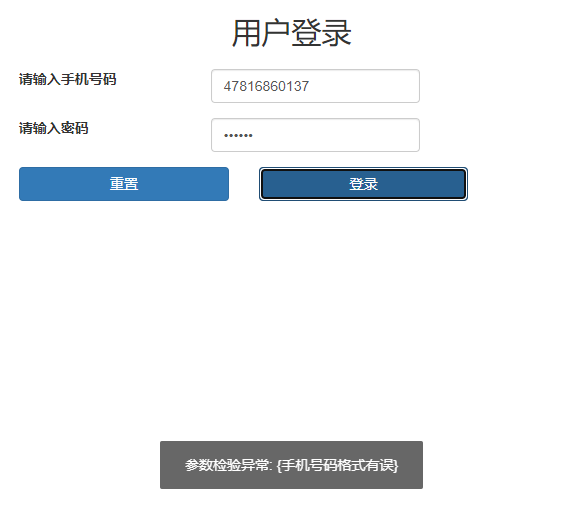 用户登录
请输入手机号码
47816860137
请输入密码
••••••
重置
登录
参数检验异常: {手机号码格式有误}